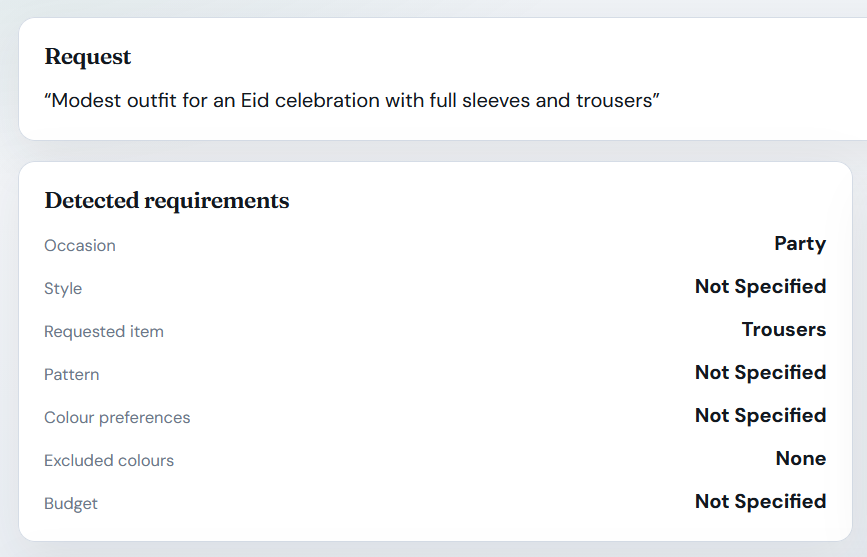 Request
“Modest outfit for an Eid celebration with full sleeves and trousers”
Detected requirements
Occasion Party
Style Not Specified
Requested item Trousers
Pattern Not Specified
Colour preferences Not Specified
Excluded colours None
Budget Not Specified